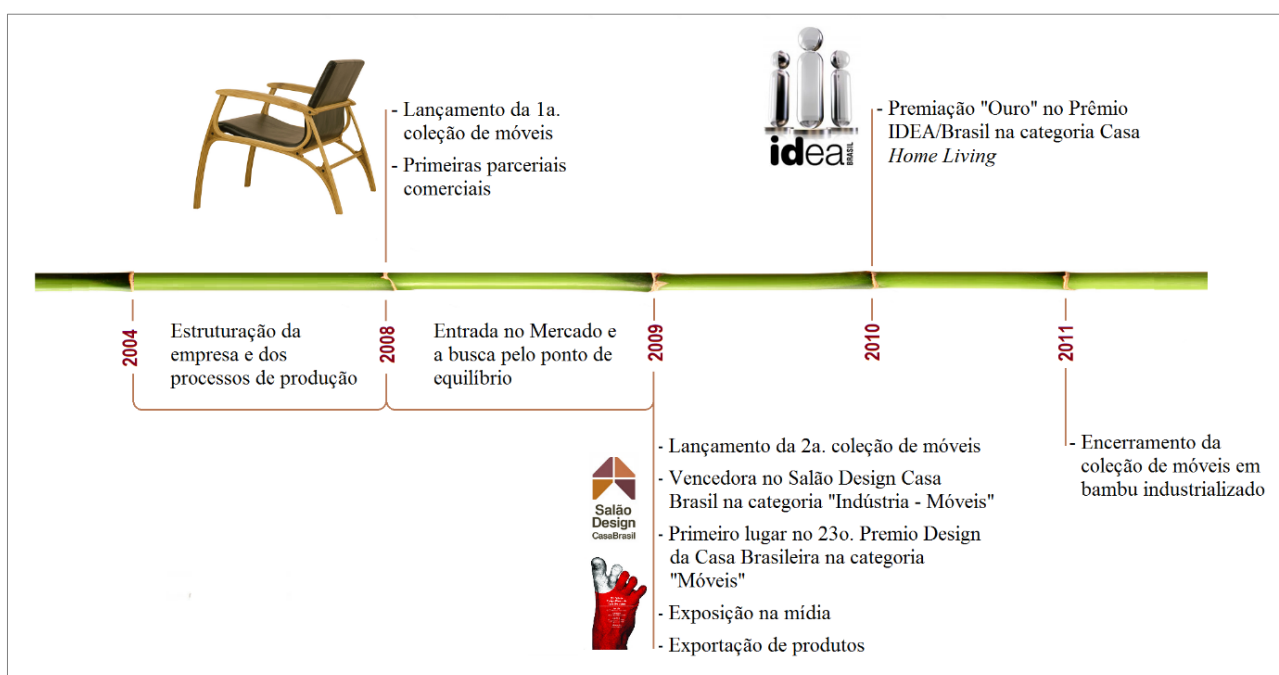 - Lançamento da 1a.
coleção de móveis
- Primeiras parceriais
comerciais
idea
BRASIL
- Premiação "Ouro" no Prêmio
IDEA/Brasil na categoria Casa
Home Living
2004
Estruturação da
empresa e dos
processos de produção
2008
Entrada no Mercado e
a busca pelo ponto de
equilíbrio
2009
2010
2011
- Lançamento da 2a. coleção de móveis
- Vencedora no Salão Design Casa
Brasil na categoria "Indústria - Móveis"
- Primeiro lugar no 23o. Premio Design
da Casa Brasileira na categoria
"Móveis"
- Exposição na mídia
- Exportação de produtos
Salão
Design
CasaBrasil
- Encerramento da
coleção de móveis em
bambu industrializado